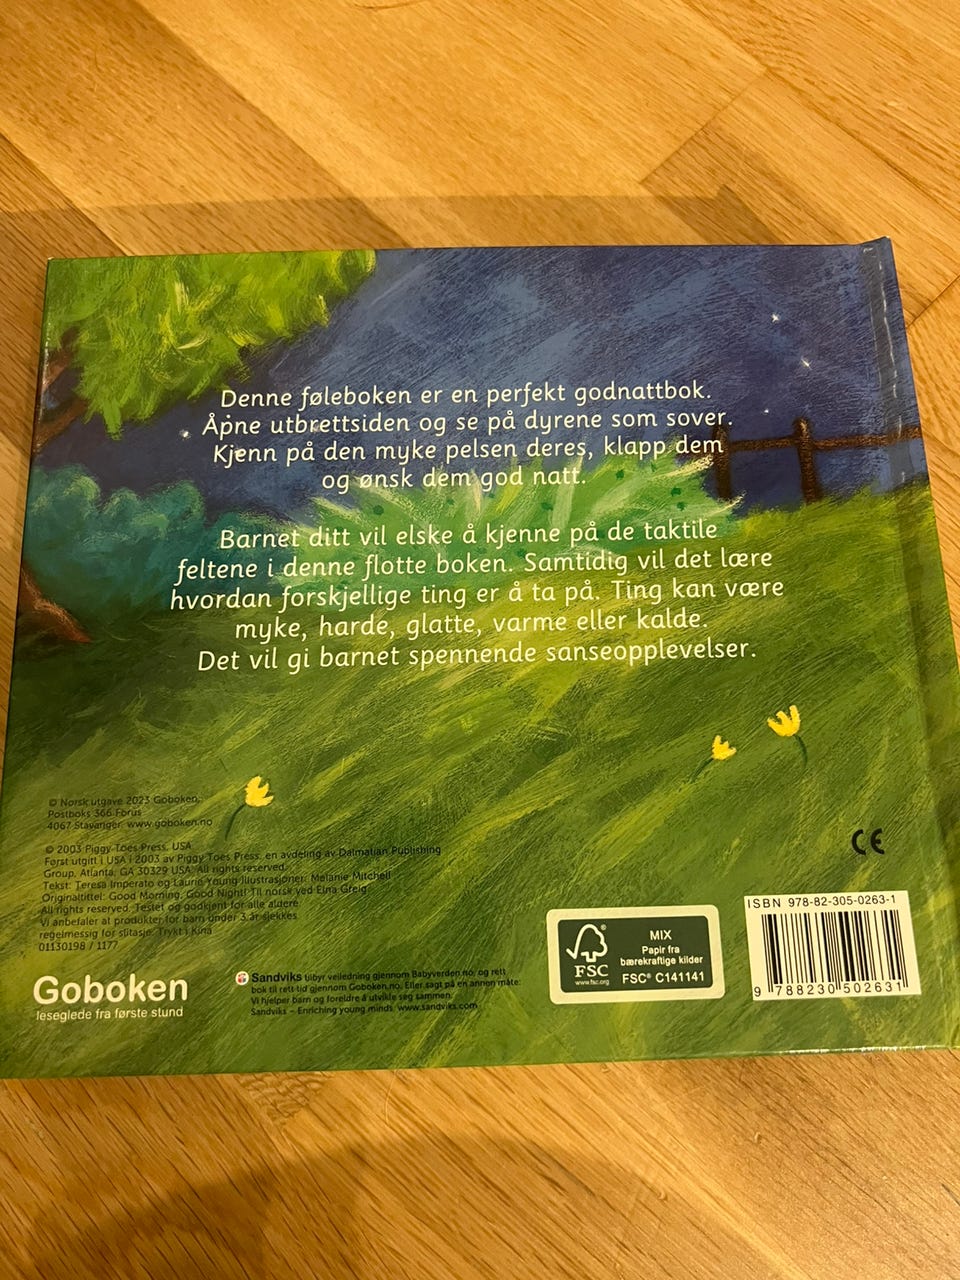 Denne føleboken er en perfekt godnattbok.
Åpne utbrettsiden og se på dyrene som sover.
Kjenn på den myke pelsen deres, klapp dem
og ønsk dem god natt.
Barnet ditt vil elske å kjenne på de taktile
feltene i denne flotte boken. Samtidig vil det lære
hvordan forskjellige ting er å ta på. Ting kan være
myke, harde, glatte, varme eller kalde.
Det vil gi barnet spennende sanseopplevelser.
© Norsk utgave 2023 Goboken,
Postboks 366 Forus
4067 Stavanger. www.goboken.no
© 2003 Piggy Toes Press, USA
Først utgitt i USA i 2003 av Piggy Toes Press, en avdeling av Dalmatian Publishing
Group, Atlanta, GA 30329 USA. All rights reserved.
Tekst: Teresa Imperato og Laurie Young Illustrasjoner: Melanie Mitchell
Originaltittel: Good Morning, Good Night! Til norsk ved Elna Greig
All rights reserved. Testet og godkjent for alle aldere.
Vi anbefaler at produkter for barn under 3 år sjekkes
regelmessig for slitasje. Trykt i Kina
01130198 / 1177
Goboken
leseglede fra første stund
Sandviks tilbyr veiledning gjennom Babyverden.no, og rett
bok til rett tid gjennom Goboken.no. Eller sagt på en annen måte:
Vi hjelper barn og foreldre å utvikle seg sammen.
Sandviks – Enriching young minds. www.sandviks.com
CE
FSC®
www.fsc.org
MIX
Papir fra
bærekraftige kilder
FSC® C141141
ISBN 978-82-305-0263-1
9 788230 502631